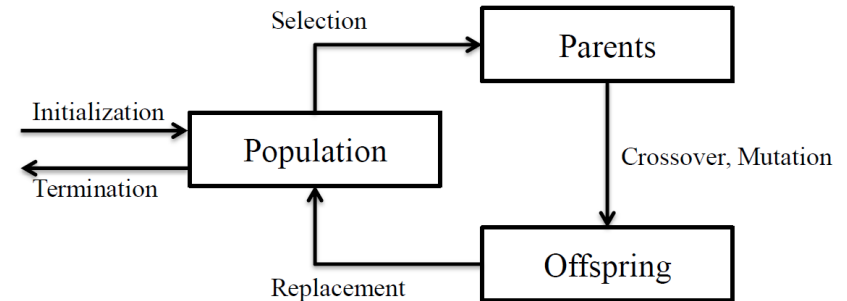 Selection
Parents
Initialization
Population
Crossover, Mutation
Termination
Offspring
Replacement